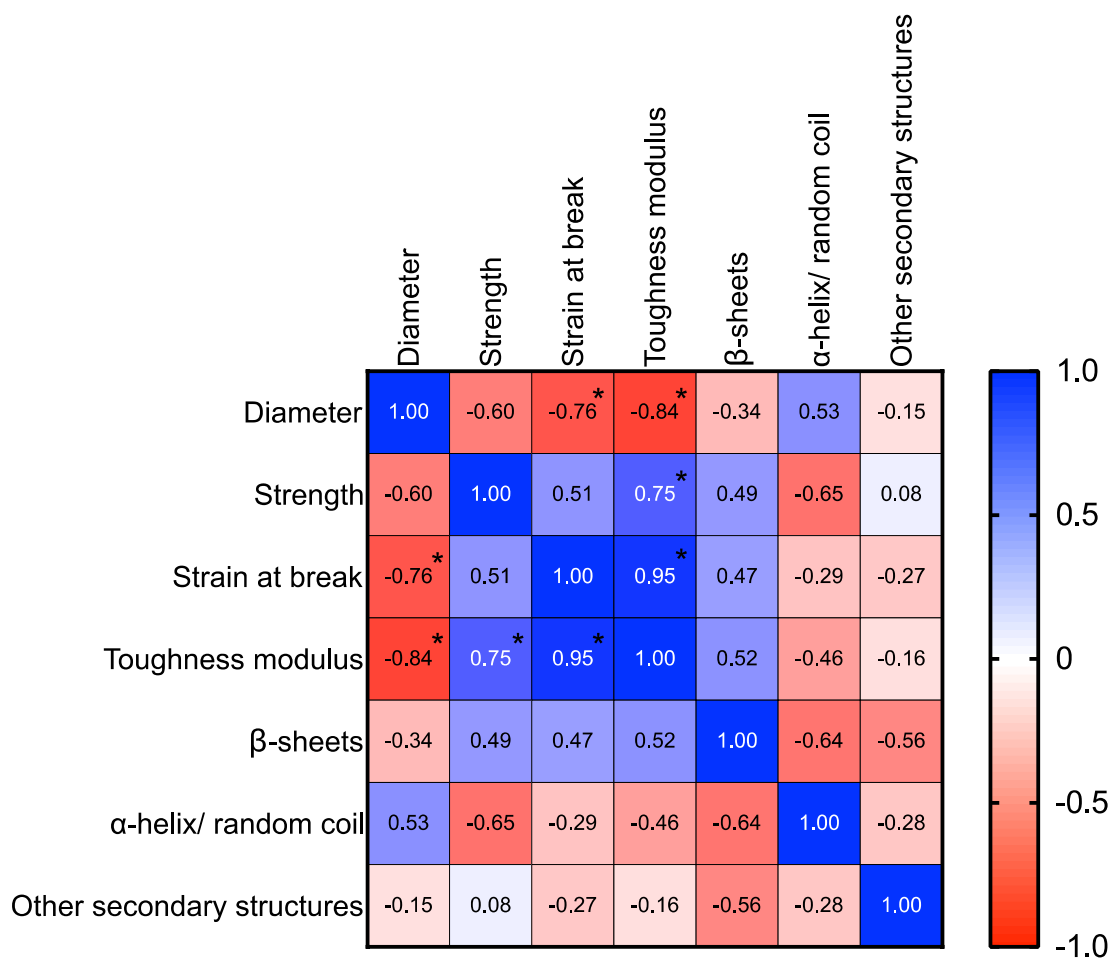 Diameter
Strength
Strain at break
Toughness modulus
β-sheets
α-helix/ random coil
Other secondary structures
Diameter 1.00 -0.60 -0.76* -0.84* -0.34 0.53 -0.15
Strength -0.60 1.00 0.51 0.75* 0.49 -0.65 0.08
Strain at break -0.76* 0.51 1.00 0.95* 0.47 -0.29 -0.27
Toughness modulus -0.84* 0.75* 0.95* 1.00 0.52 -0.46 -0.16
β-sheets -0.34 0.49 0.47 0.52 1.00 -0.64 -0.56
α-helix/ random coil 0.53 -0.65 -0.29 -0.46 -0.64 1.00 -0.28
Other secondary structures -0.15 0.08 -0.27 -0.16 -0.56 -0.28 1.00
1.0
0.5
0
-0.5
-1.0